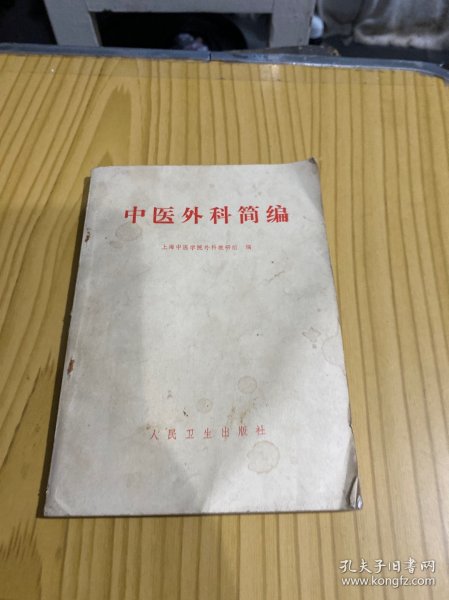 中医外科简编
上海中医学院外科教研组 编
人民卫生出版社
孔夫子旧书网
www.kongfz.com